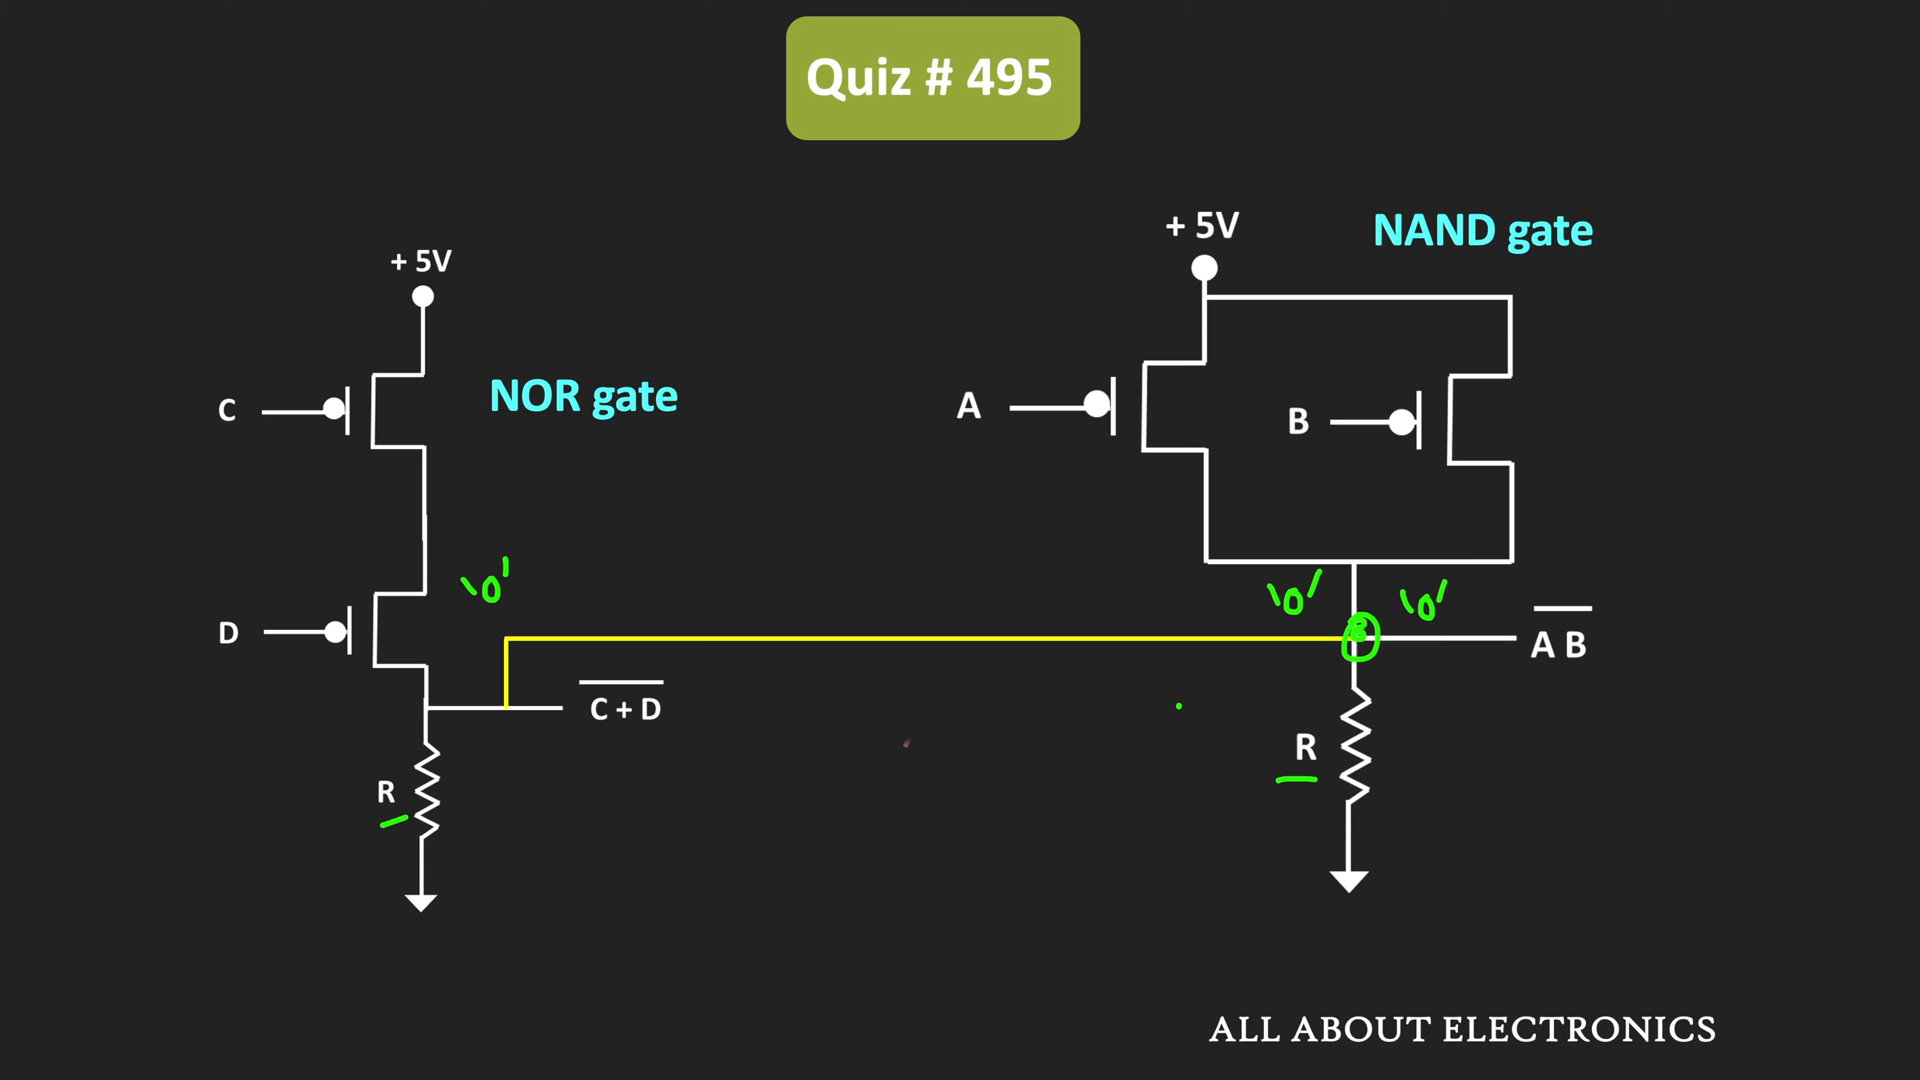 Quiz # 495
+ 5V
NAND gate
+ 5V
C
NOR gate
A
B
'0'
'0'
'0'
D
A B
C + D
R
R
ALL ABOUT ELECTRONICS